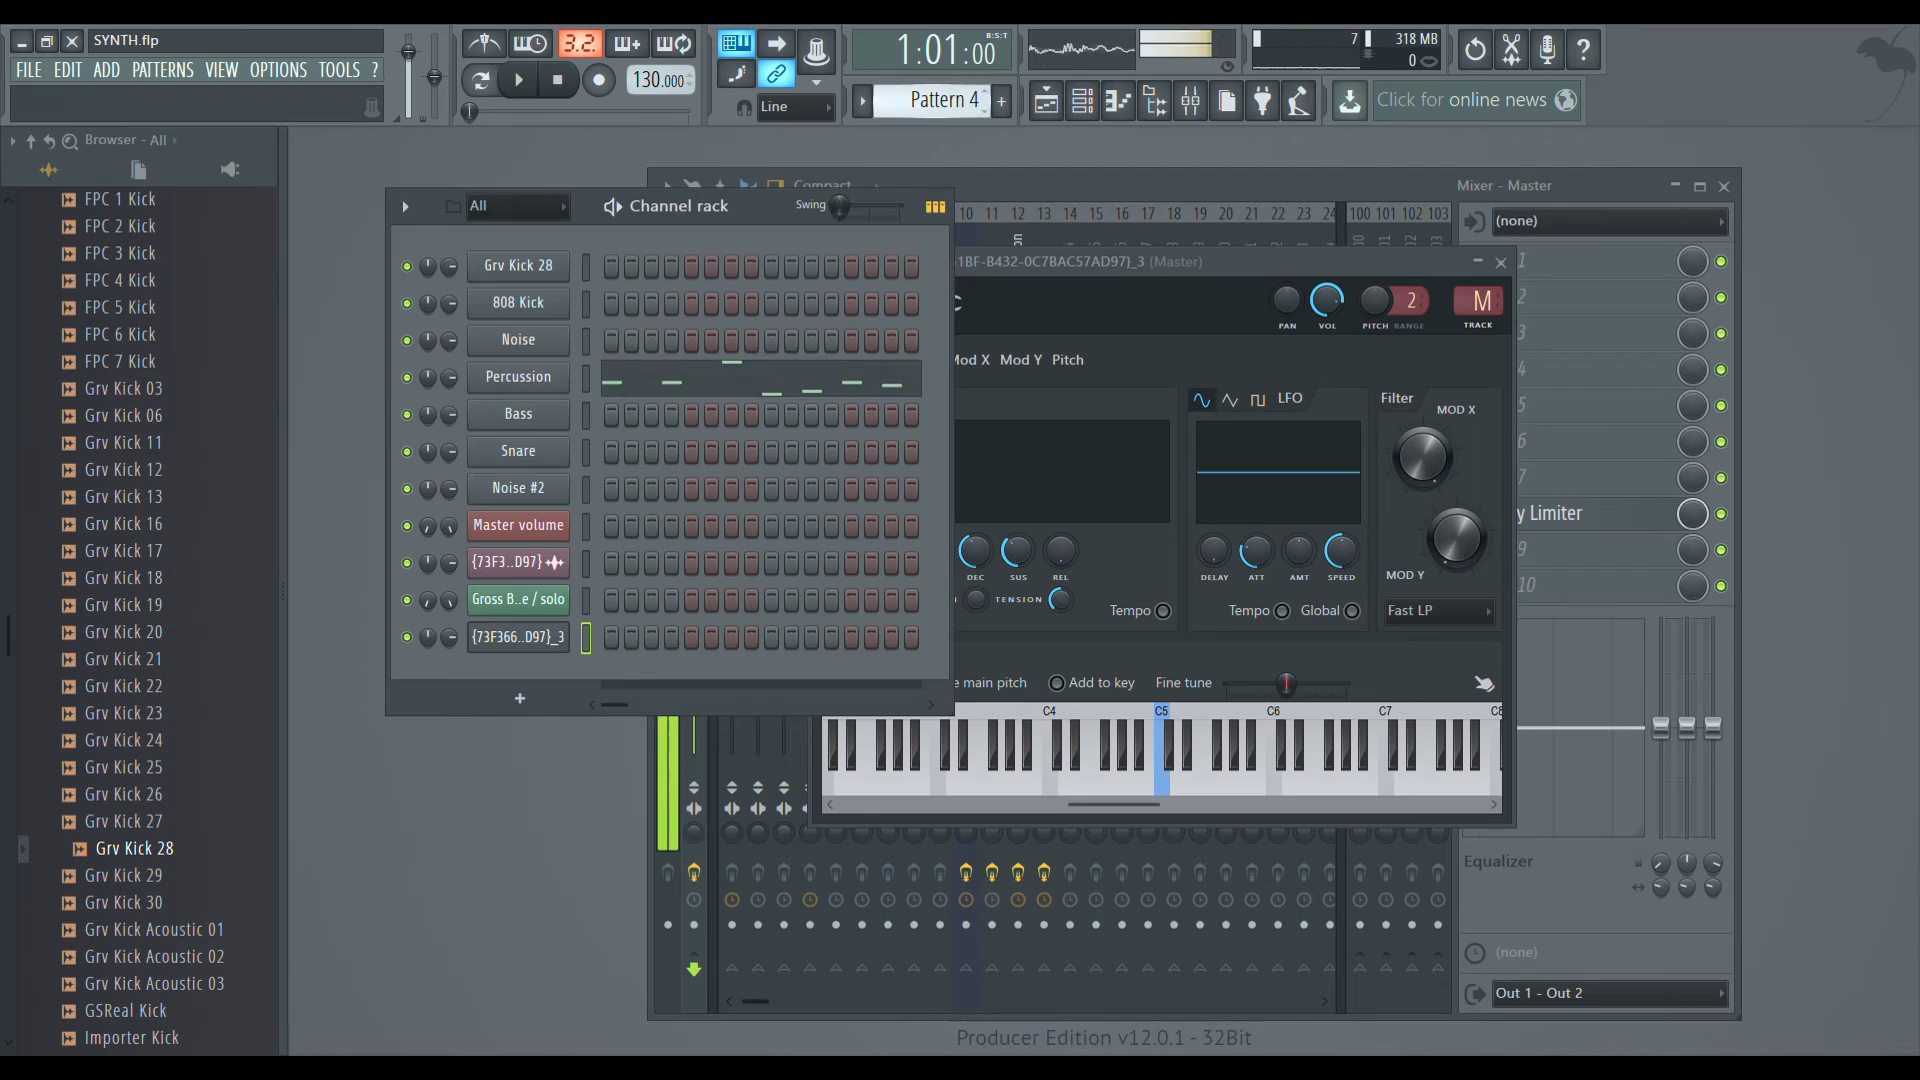 SYNTH.flp
FILE EDIT ADD PATTERNS VIEW OPTIONS TOOLS ?
3.2.
130.000
Line
1:01:00
B:S:T
Pattern 4
+
7
318 MB
0
?
Click for online news
Browser - All
FPC 1 Kick
FPC 2 Kick
FPC 3 Kick
FPC 4 Kick
FPC 5 Kick
FPC 6 Kick
FPC 7 Kick
Grv Kick 03
Grv Kick 06
Grv Kick 11
Grv Kick 12
Grv Kick 13
Grv Kick 16
Grv Kick 17
Grv Kick 18
Grv Kick 19
Grv Kick 20
Grv Kick 21
Grv Kick 22
Grv Kick 23
Grv Kick 24
Grv Kick 25
Grv Kick 26
Grv Kick 27
Grv Kick 28
Grv Kick 29
Grv Kick 30
Grv Kick Acoustic 01
Grv Kick Acoustic 02
Grv Kick Acoustic 03
GSReal Kick
Importer Kick
All
Channel rack
Swing
Grv Kick 28
808 Kick
Noise
Percussion
Bass
Snare
Noise #2
Master volume
{73F3..D97}
Gross B..e / solo
{73F366..D97}_3
+
Compact
Mixer - Master
10 11 12 13 14 15 16 17 18 19 20 21 22 23 24 100 101 102 103
(none)
1
2
3
4
5
6
7
y Limiter
9
10
Equalizer
(none)
Out 1 - Out 2
1BF-B432-0C7BAC57AD97}_3 (Master)
PAN VOL PITCH RANGE TRACK
2
M
Mod X Mod Y Pitch
LFO
Filter
MOD X
MOD Y
Fast LP
DEC SUS REL
TENSION
Tempo
DELAY ATT AMT SPEED
Tempo Global
e main pitch Add to key Fine tune
C4 C5 C6 C7 C8
Producer Edition v12.0.1 - 32Bit